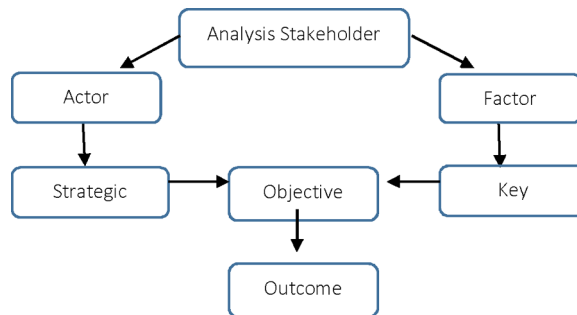 Analysis Stakeholder
Actor
Factor
Strategic
Objective
Key
Outcome